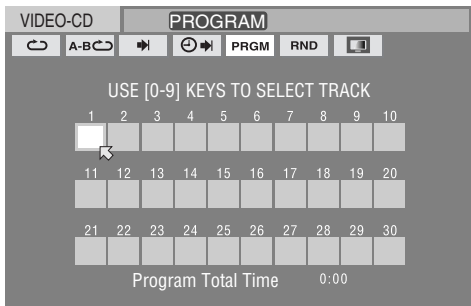 VIDEO-CD PROGRAM
A-B PRGM RND
USE [0-9] KEYS TO SELECT TRACK
1 2 3 4 5 6 7 8 9 10
11 12 13 14 15 16 17 18 19 20
21 22 23 24 25 26 27 28 29 30
Program Total Time 0:00